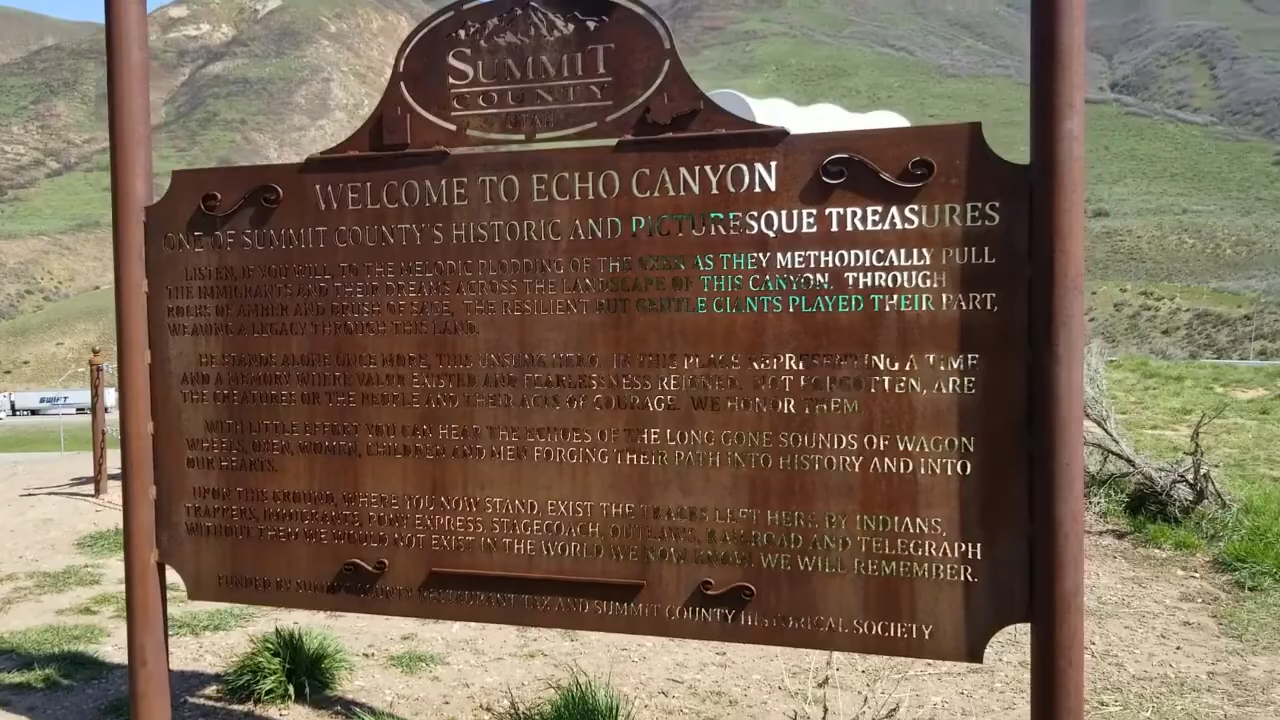 SUMMIT
COUNTY
UTAH
WELCOME TO ECHO CANYON
ONE OF SUMMIT COUNTY'S HISTORIC AND PICTURESQUE TREASURES
LISTEN, IF YOU WILL, TO THE MELODIC PLODDING OF THE OXEN AS THEY METHODICALLY PULL
THE IMMIGRANTS AND THEIR DREAMS ACROSS THE LANDSCAPE OF THIS CANYON. THROUGH
ROCKS OF AMBER AND BRUSH OF SAGE, THE RESILIENT BUT GENTLE GIANTS PLAYED THEIR PART,
WEAVING A LEGACY THROUGH THIS LAND.
HE STANDS ALONE ONCE MORE, THIS UNSUNG HERO. IN THIS PLACE REPRESENTING A TIME
AND A MEMORY WHERE VALOR EXISTED AND FEARLESSNESS REIGNED. NOT FORGOTTEN, ARE
THE CREATURES OR THE PEOPLE AND THEIR ACTS OF COURAGE. WE HONOR THEM.
WITH LITTLE EFFORT YOU CAN HEAR THE ECHOES OF THE LONG GONE SOUNDS OF WAGON
WHEELS, OXEN, WOMEN, CHILDREN AND MEN FORGING THEIR PATH INTO HISTORY AND INTO
OUR HEARTS.
UPON THIS GROUND, WHERE YOU NOW STAND, EXIST THE TRACES LEFT HERE BY INDIANS,
TRAPPERS, IMMIGRANTS, PONY EXPRESS, STAGECOACH, OUTLAWS, RAILROAD AND TELEGRAPH
WITHOUT THEM WE WOULD NOT EXIST IN THE WORLD WE NOW KNOW. WE WILL REMEMBER.
FUNDED BY SUMMIT COUNTY RESTAURANT TAX AND SUMMIT COUNTY HISTORICAL SOCIETY
SWIFT